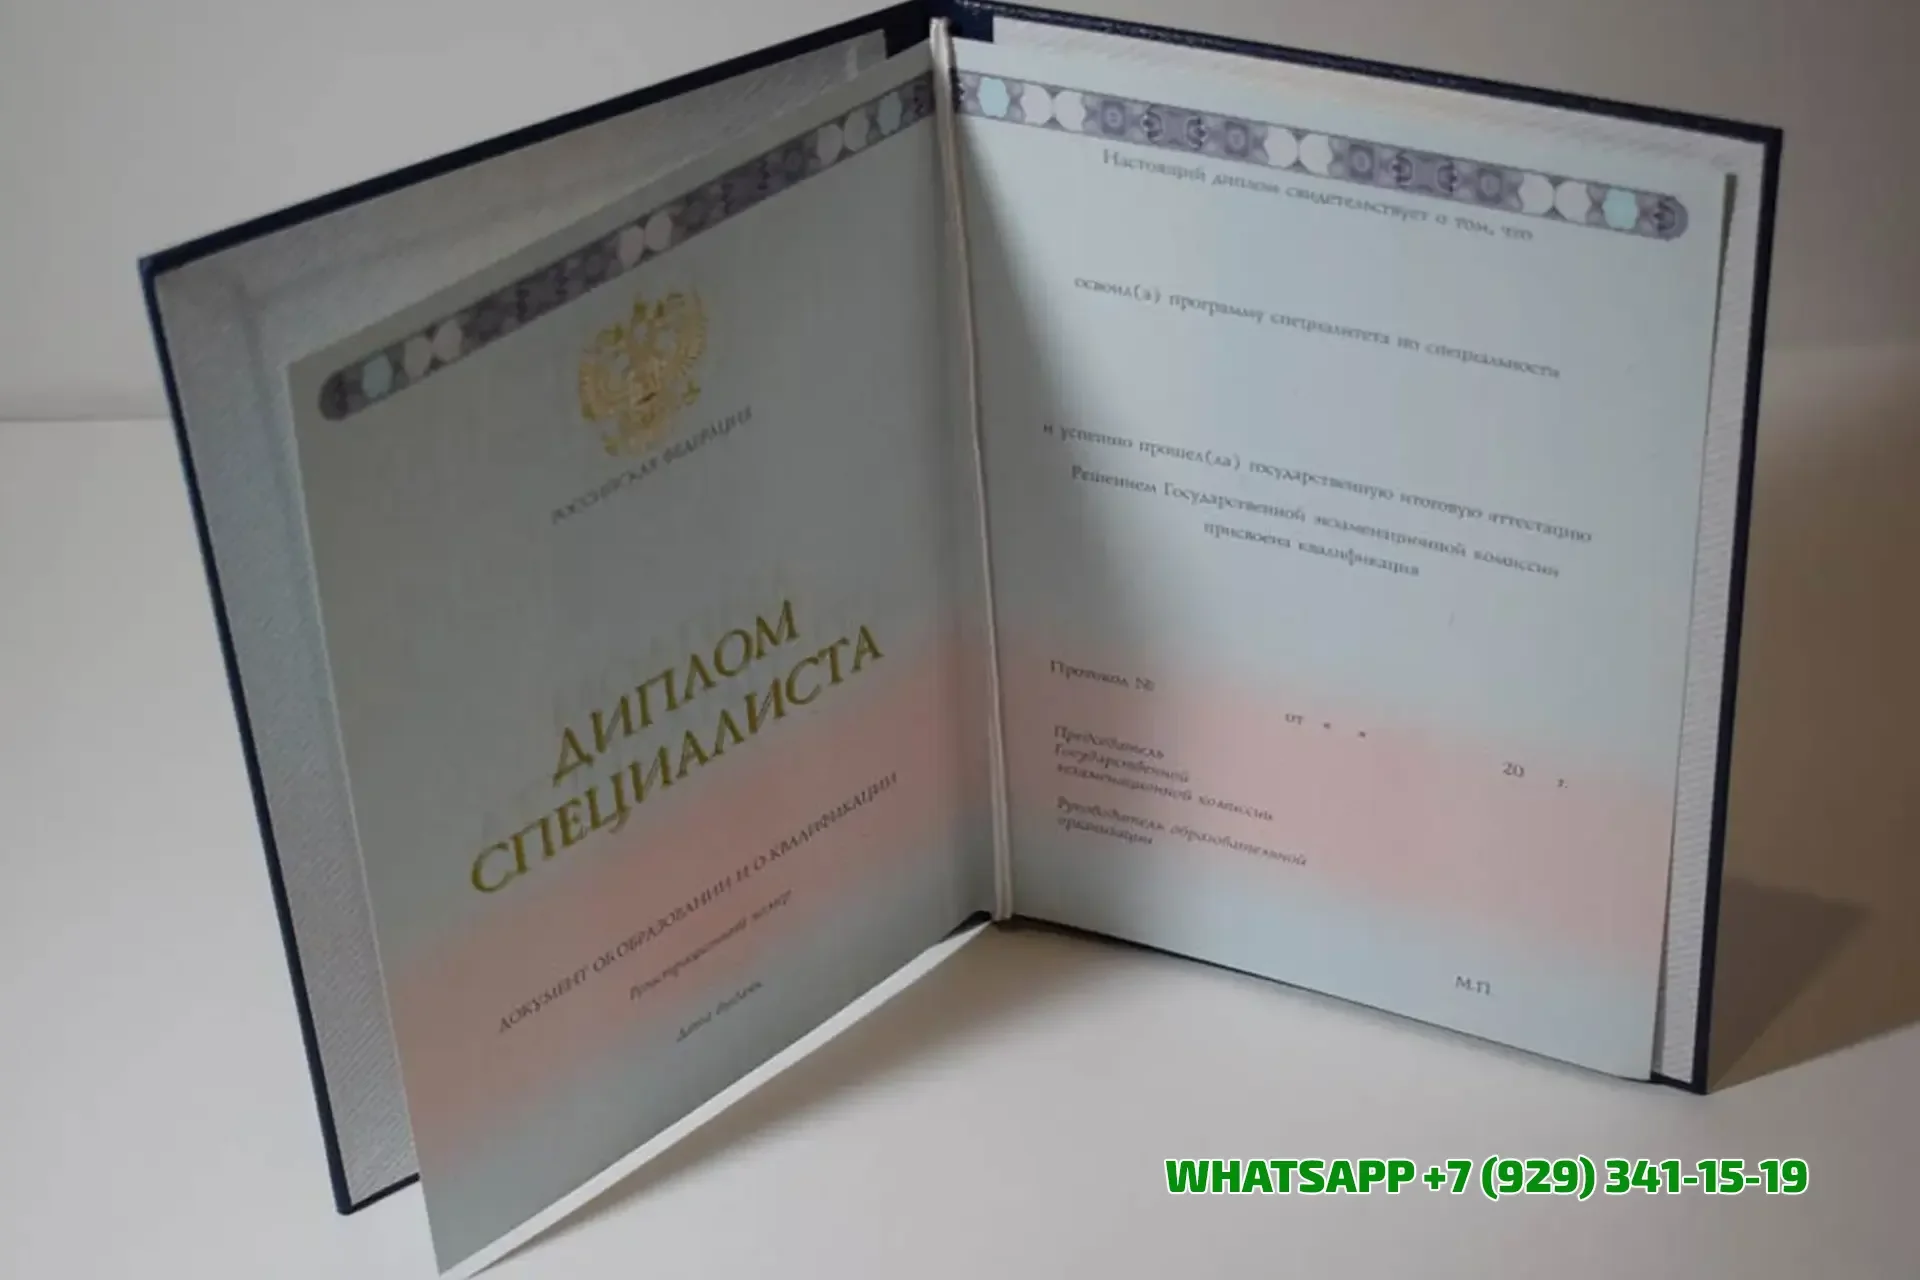 РОССИЙСКАЯ ФЕДЕРАЦИЯ
ДИПЛОМ
СПЕЦИАЛИСТА
ДОКУМЕНТ ОБ ОБРАЗОВАНИИ И О КВАЛИФИКАЦИИ
Регистрационный номер
Дата выдачи
Настоящий диплом свидетельствует о том, что
освоил(а) программу специалитета по специальности
и успешно прошел(ла) государственную итоговую аттестацию
Решением Государственной экзаменационной комиссии
присвоена квалификация
Протокол №
от « »
20 г.
Председатель
Государственной
экзаменационной комиссии
Руководитель образовательной
организации
М.П.
WHATSAPP +7 (929) 341-15-19